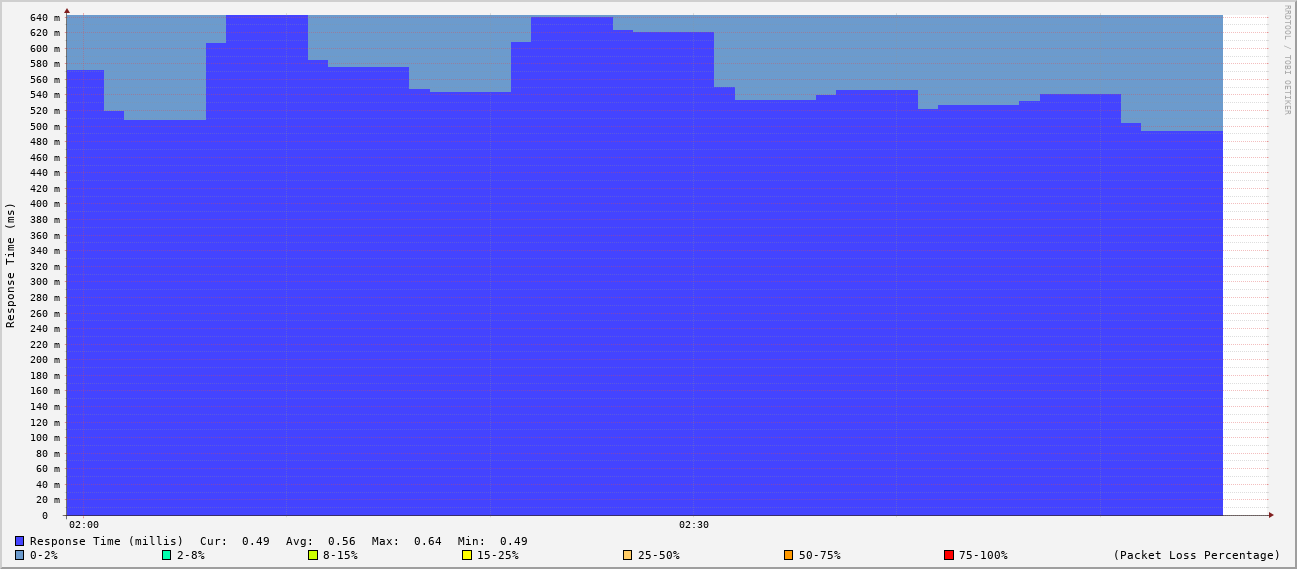 RRDTOOL / TOBI OETIKER
Response Time (ms)
640 m
620 m
600 m
580 m
560 m
540 m
520 m
500 m
480 m
460 m
440 m
420 m
400 m
380 m
360 m
340 m
320 m
300 m
280 m
260 m
240 m
220 m
200 m
180 m
160 m
140 m
120 m
100 m
80 m
60 m
40 m
20 m
0
02:00 02:30
Response Time (millis) Cur: 0.49 Avg: 0.56 Max: 0.64 Min: 0.49
0-2% 2-8% 8-15% 15-25% 25-50% 50-75% 75-100% (Packet Loss Percentage)